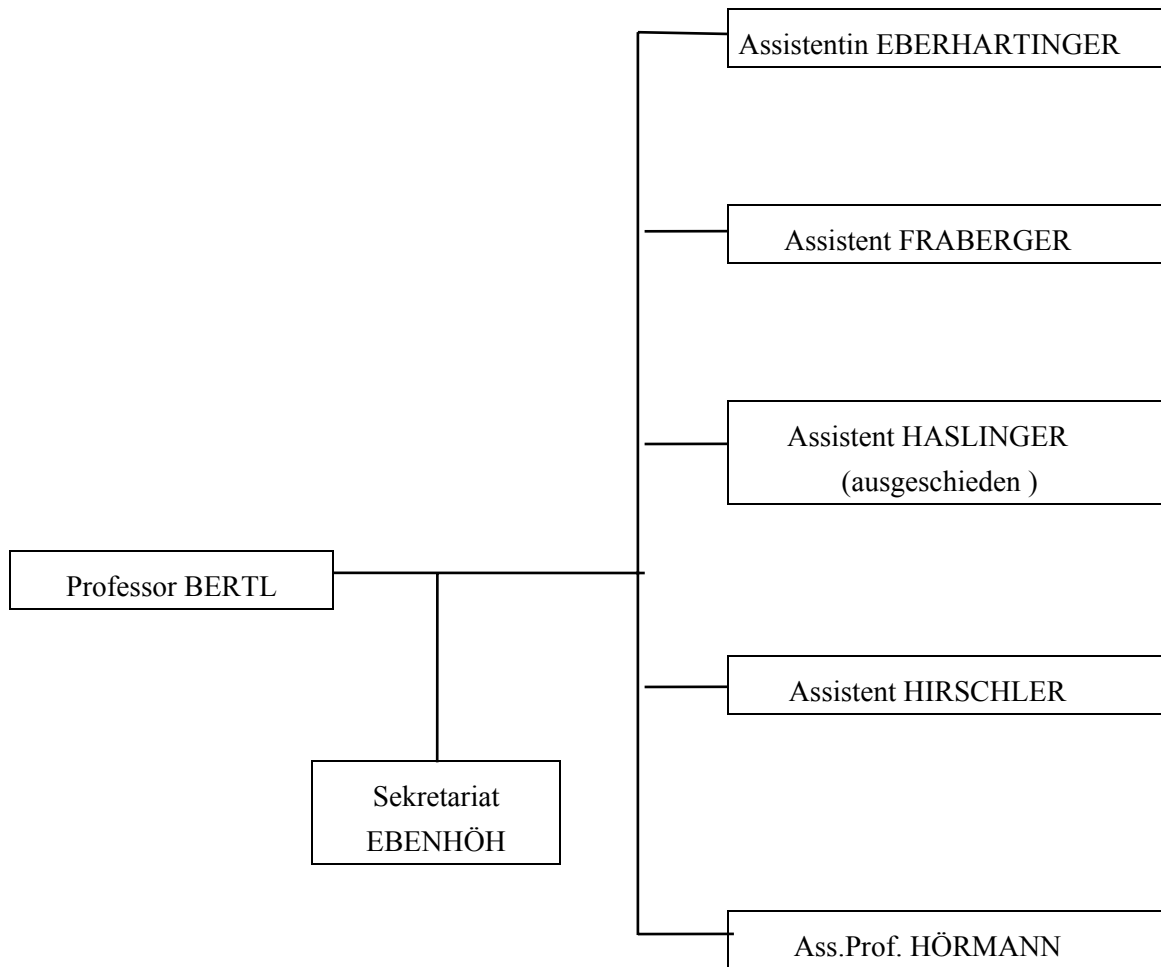 Assistentin EBERHARTINGER
Assistent FRABERGER
Assistent HASLINGER
(ausgeschieden )
Professor BERTL
Assistent HIRSCHLER
Sekretariat
EBENHÖH
Ass.Prof. HÖRMANN